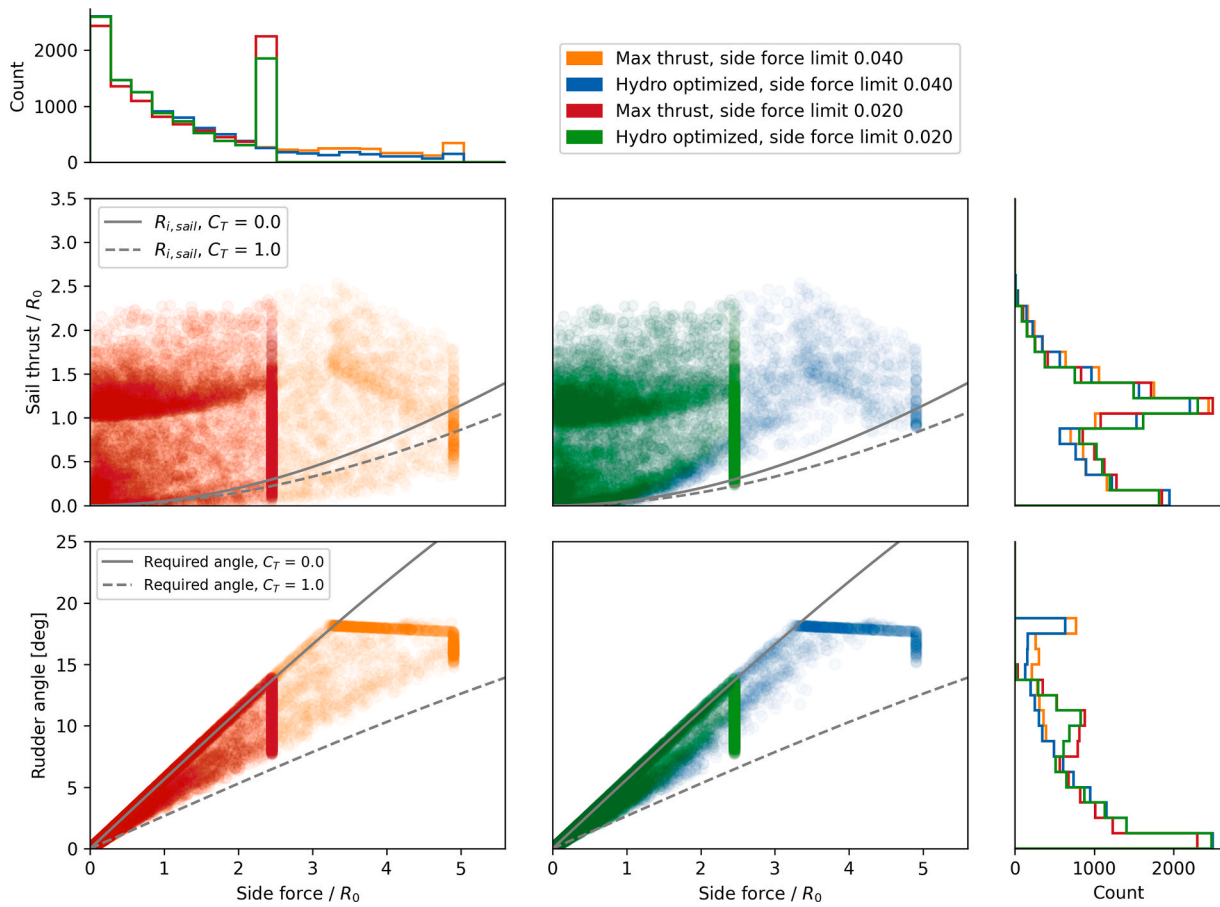 Count
2000
1000
0
Max thrust, side force limit 0.040
Hydro optimized, side force limit 0.040
Max thrust, side force limit 0.020
Hydro optimized, side force limit 0.020
Sail thrust / R0
3.5
3.0
2.5
2.0
1.5
1.0
0.5
0.0
Ri,sail, CT = 0.0
Ri,sail, CT = 1.0
Rudder angle [deg]
25
20
15
10
5
0
Required angle, CT = 0.0
Required angle, CT = 1.0
0 1 2 3 4 5
Side force / R0
0 1 2 3 4 5
Side force / R0
0 1000 2000
Count